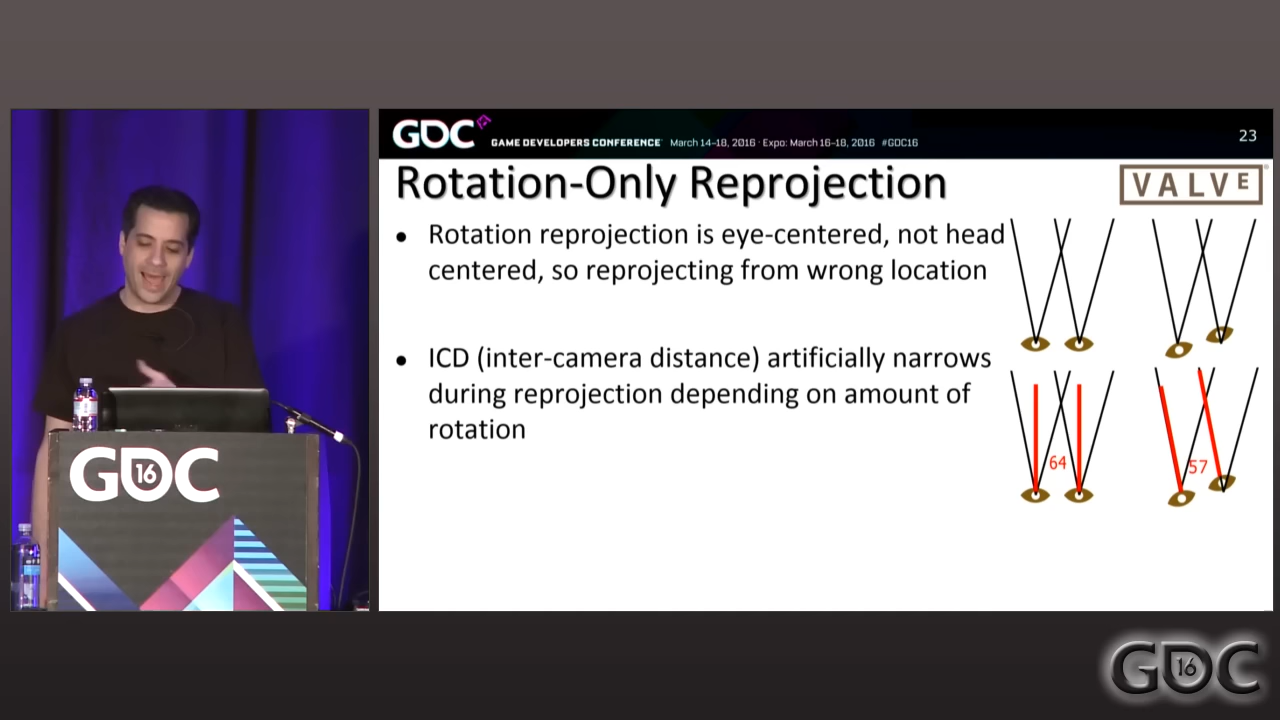 GDC
GAME DEVELOPERS CONFERENCE March 14-18, 2016 · Expo: March 16-18, 2016 #GDC16
23
Rotation-Only Reprojection
VALVE
• Rotation reprojection is eye-centered, not head
centered, so reprojecting from wrong location
• ICD (inter-camera distance) artificially narrows
during reprojection depending on amount of
rotation
64
57
GDC
16
GDC
16